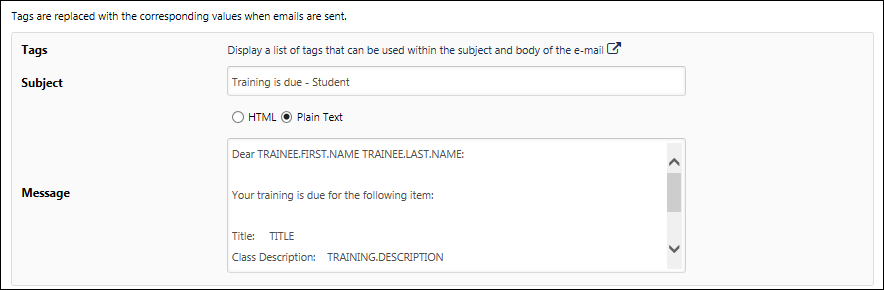 Tags are replaced with the corresponding values when emails are sent.
Tags Display a list of tags that can be used within the subject and body of the e-mail
Subject Training is due - Student
HTML Plain Text
Message
Dear TRAINEE.FIRST.NAME TRAINEE.LAST.NAME:
Your training is due for the following item:
Title: TITLE
Class Description: TRAINING.DESCRIPTION